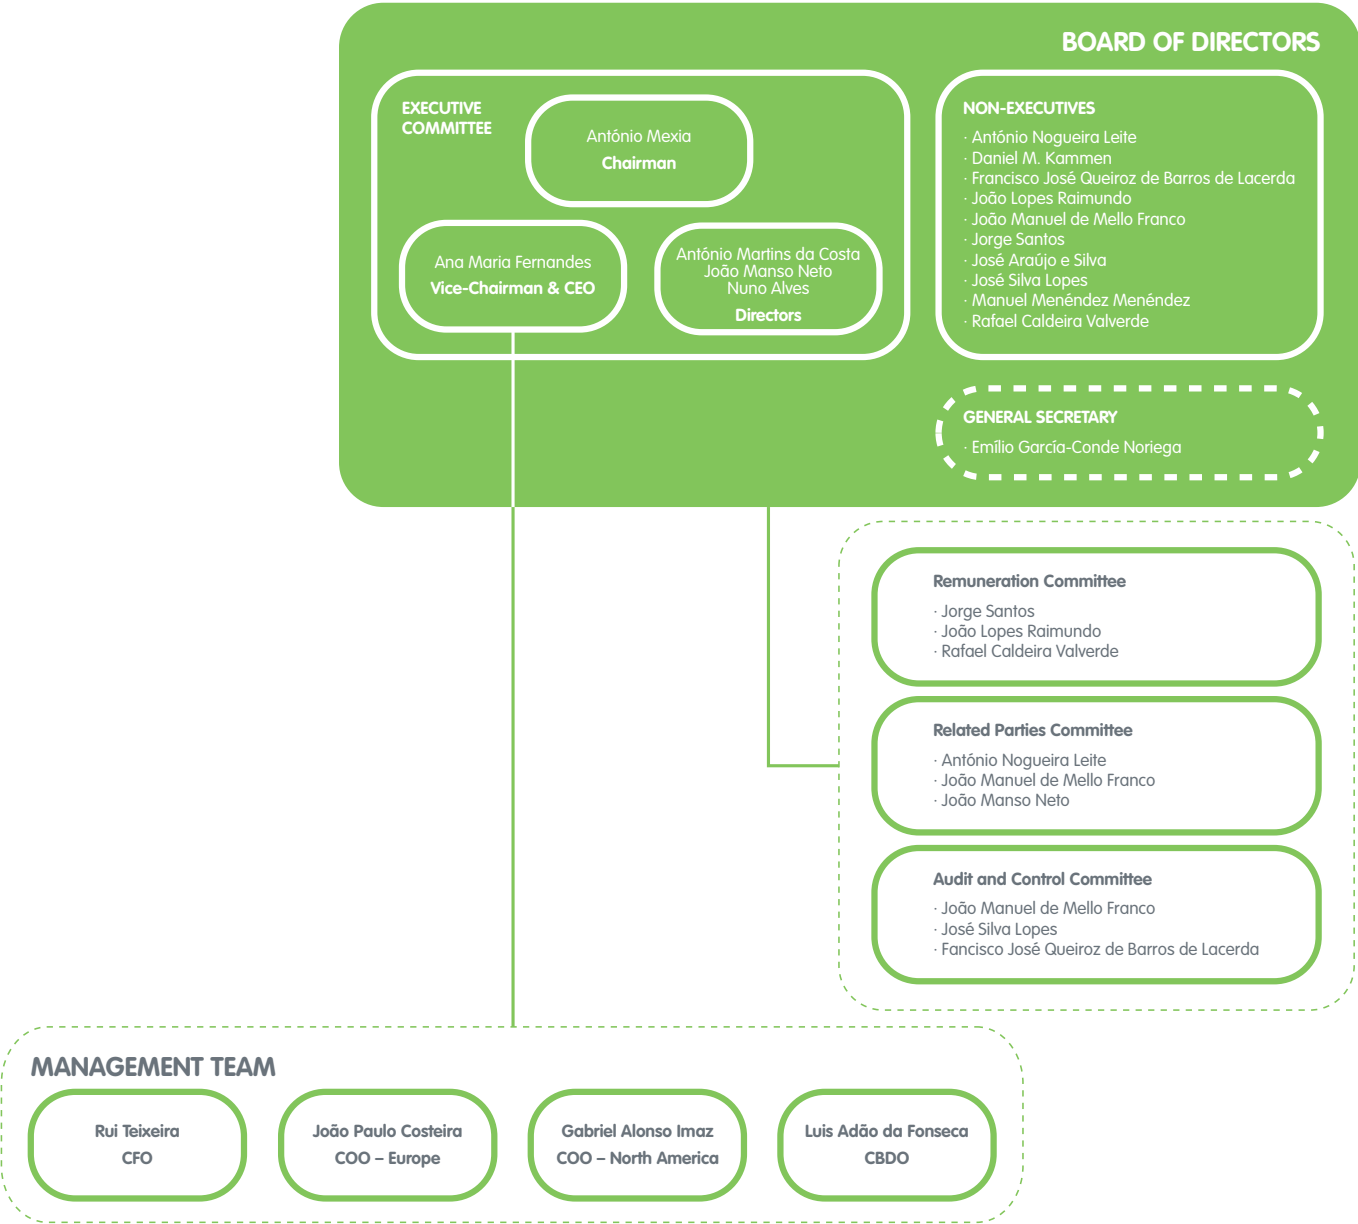 BOARD OF DIRECTORS
EXECUTIVE
COMMITTEE
António Mexia
Chairman
Ana Maria Fernandes
Vice-Chairman & CEO
António Martins da Costa
João Manso Neto
Nuno Alves
Directors
NON-EXECUTIVES
· António Nogueira Leite
· Daniel M. Kammen
· Francisco José Queiroz de Barros de Lacerda
· João Lopes Raimundo
· João Manuel de Mello Franco
· Jorge Santos
· José Araújo e Silva
· José Silva Lopes
· Manuel Menéndez Menéndez
· Rafael Caldeira Valverde
GENERAL SECRETARY
· Emílio García-Conde Noriega
Remuneration Committee
· Jorge Santos
· João Lopes Raimundo
· Rafael Caldeira Valverde
Related Parties Committee
· António Nogueira Leite
· João Manuel de Mello Franco
· João Manso Neto
Audit and Control Committee
· João Manuel de Mello Franco
· José Silva Lopes
· Fancisco José Queiroz de Barros de Lacerda
MANAGEMENT TEAM
Rui Teixeira
CFO
João Paulo Costeira
COO – Europe
Gabriel Alonso Imaz
COO – North America
Luis Adão da Fonseca
CBDO